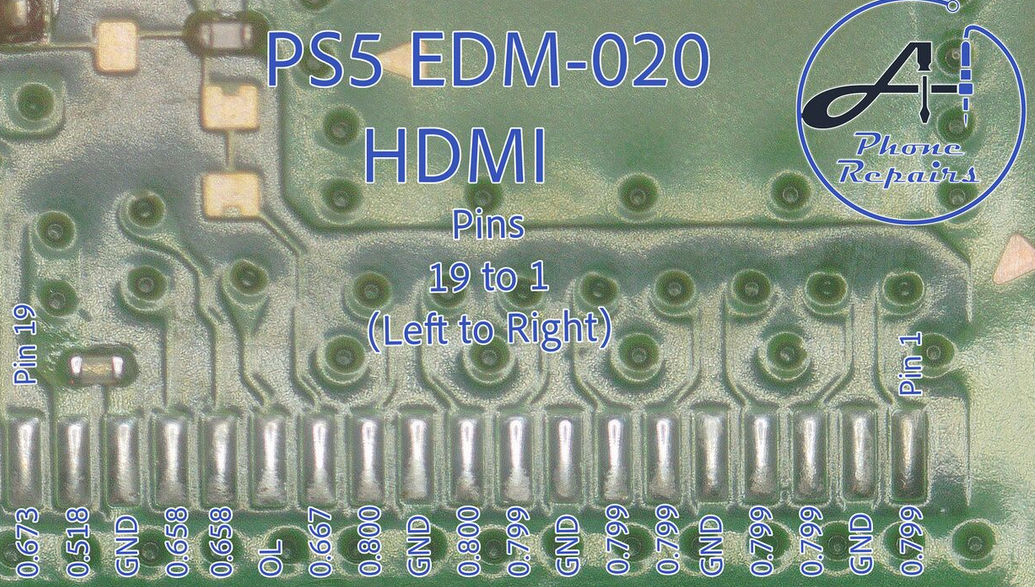 PS5 EDM-020
HDMI
Pins
19 to 1
(Left to Right)
A1
Phone
Repairs
Pin 19
Pin 1
0.673
0.518
GND
0.658
0.658
OL
0.667
0.800
GND
0.800
0.799
GND
0.799
0.799
GND
0.799
0.799
GND
0.799